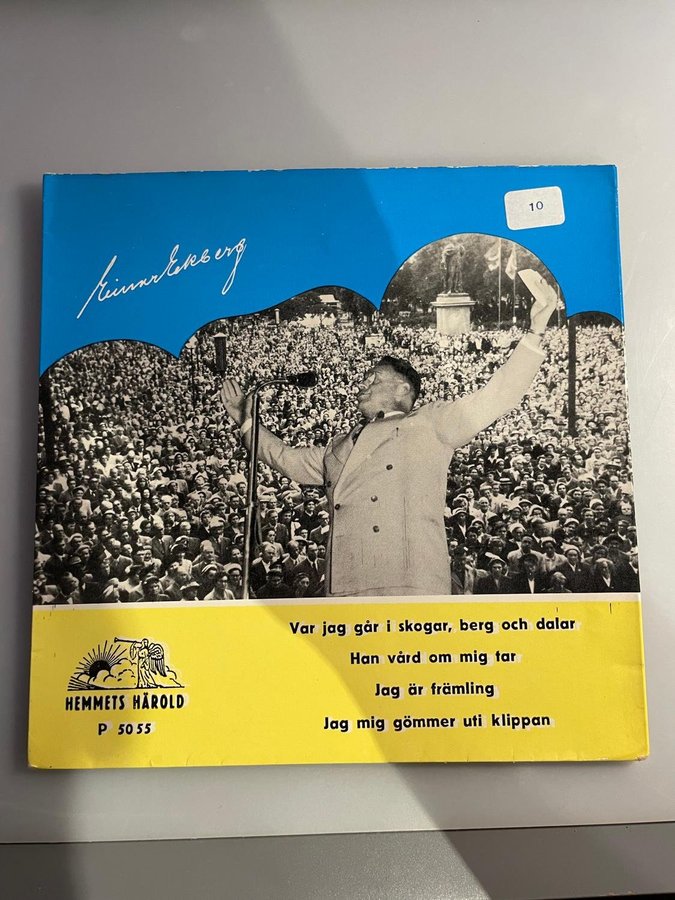 10
Einar Ekberg
Var jag går i skogar, berg och dalar
Han vård om mig tar
Jag är främling
Jag mig gömmer uti klippan
HEMMETS HÄROLD
P 5055